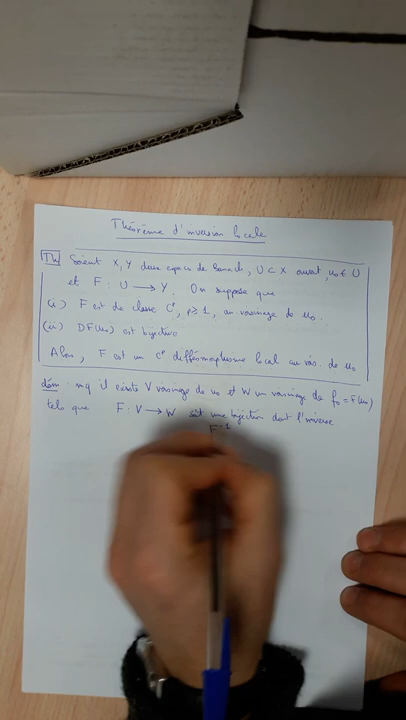 Théorème d'inversion locale
Th Soient X, Y deux espaces de Banach, U ⊂ X ouvert, u₀ ∈ U
et F : U → Y. On suppose que
(i) F est de classe Cᵖ, p ≥ 1, au voisinage de u₀.
(ii) DF(u₀) est bijective
Alors, F est un Cᵖ difféomorphisme local au vois. de u₀
dém : mq il existe V voisinage de u₀ et W un voisinage de f₀ = F(u₀)
tels que F : V → W est une bijection dont l'inverse
F⁻¹